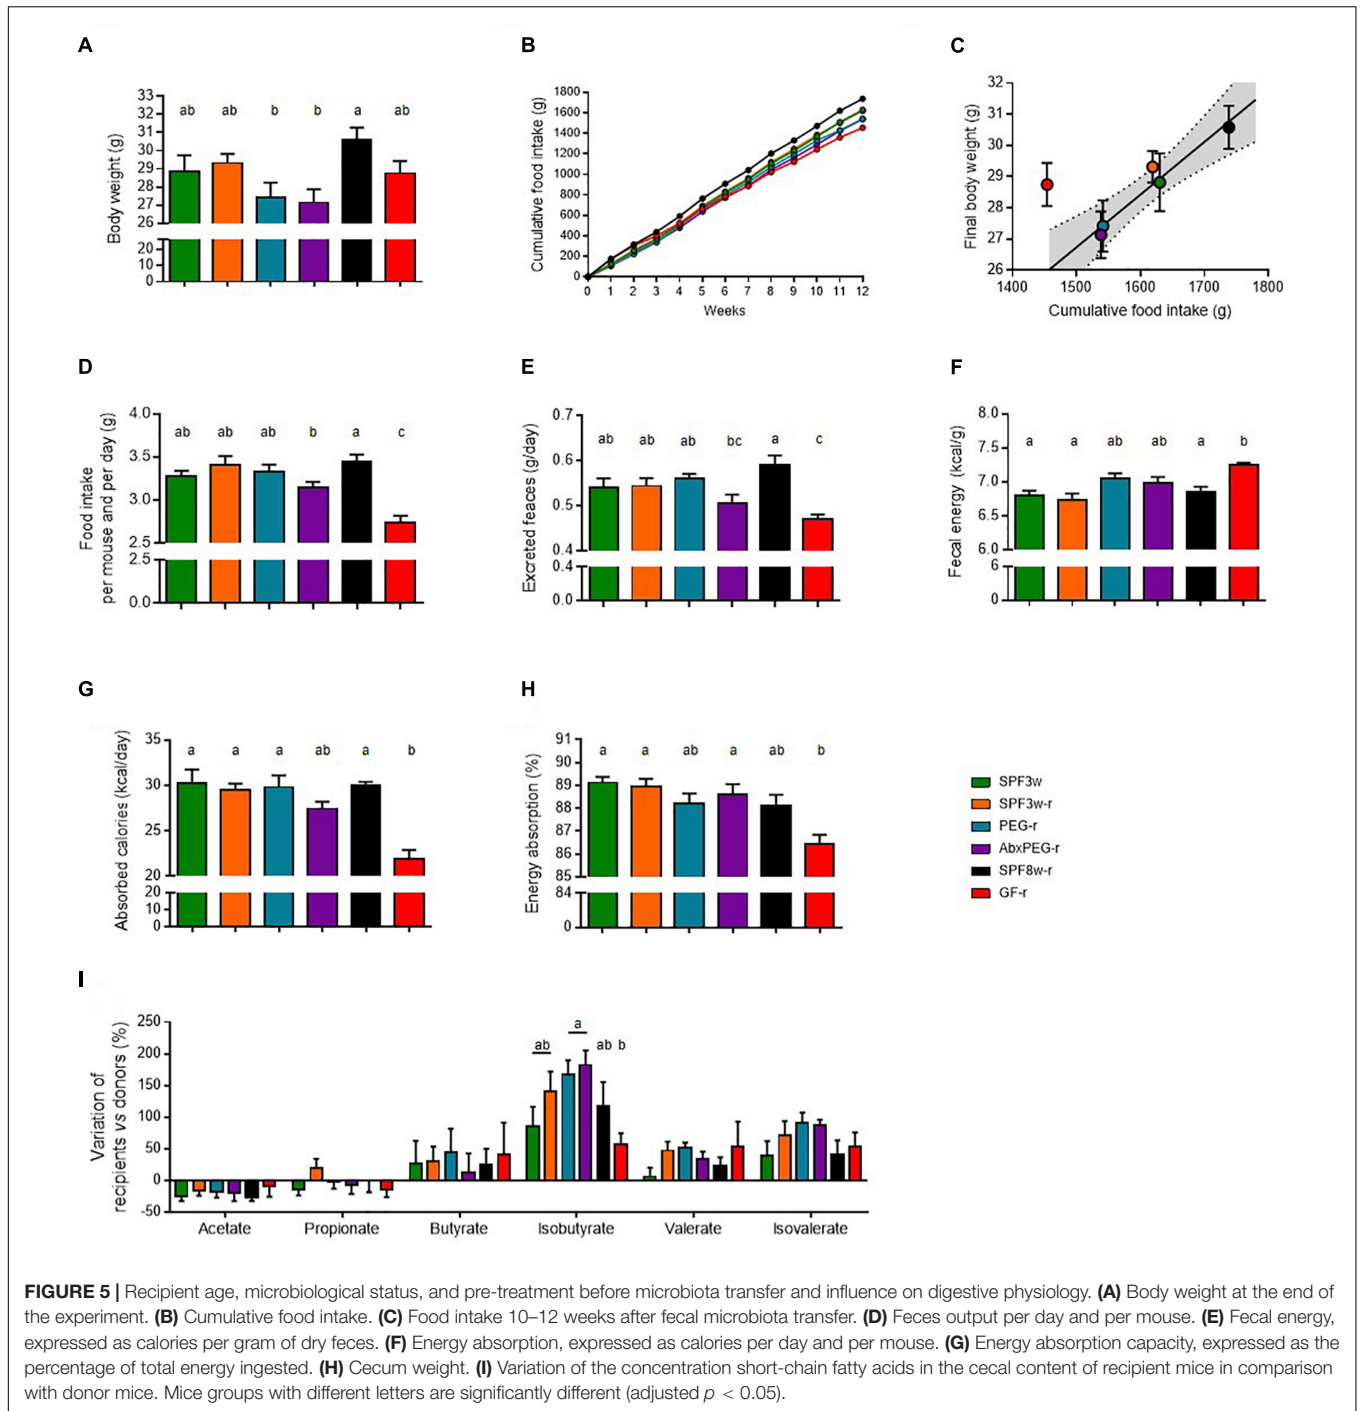 A
B
C
33
32
31
30
29
28
27
26
20
10
0
Body weight (g)
ab ab b b a ab
1800
1600
1400
1200
1000
800
600
400
200
0
Cumulative food intake (g)
0 1 2 3 4 5 6 7 8 9 10 11 12
Weeks
32
31
30
29
28
27
26
Final body weight (g)
1400 1500 1600 1700 1800
Cumulative food intake (g)
D
E
F
4.0
3.5
3.0
2.5
2.5
0.0
Food intake
per mouse and per day (g)
ab ab ab b a c
0.7
0.6
0.5
0.4
0.4
0.0
Excreted feaces (g/day)
ab ab ab bc a c
8.0
7.5
7.0
6.5
6.0
6
0
Fecal energy (kcal/g)
a a ab ab a b
G
H
35
30
25
20
20
10
0
Absorbed calories (kcal/day)
a a a ab a b
91
90
89
88
87
86
85
84
0
Energy absorption (%)
a a ab a ab b
SPF3w
SPF3w-r
PEG-r
AbxPEG-r
SPF8w-r
GF-r
I
250
200
150
100
50
0
-50
Variation of
recipients vs donors (%)
a
ab ab b
Acetate Propionate Butyrate Isobutyrate Valerate Isovalerate
FIGURE 5 | Recipient age, microbiological status, and pre-treatment before microbiota transfer and influence on digestive physiology. (A) Body weight at the end of
the experiment. (B) Cumulative food intake. (C) Food intake 10–12 weeks after fecal microbiota transfer. (D) Feces output per day and per mouse. (E) Fecal energy,
expressed as calories per gram of dry feces. (F) Energy absorption, expressed as calories per day and per mouse. (G) Energy absorption capacity, expressed as the
percentage of total energy ingested. (H) Cecum weight. (I) Variation of the concentration short-chain fatty acids in the cecal content of recipient mice in comparison
with donor mice. Mice groups with different letters are significantly different (adjusted p < 0.05).